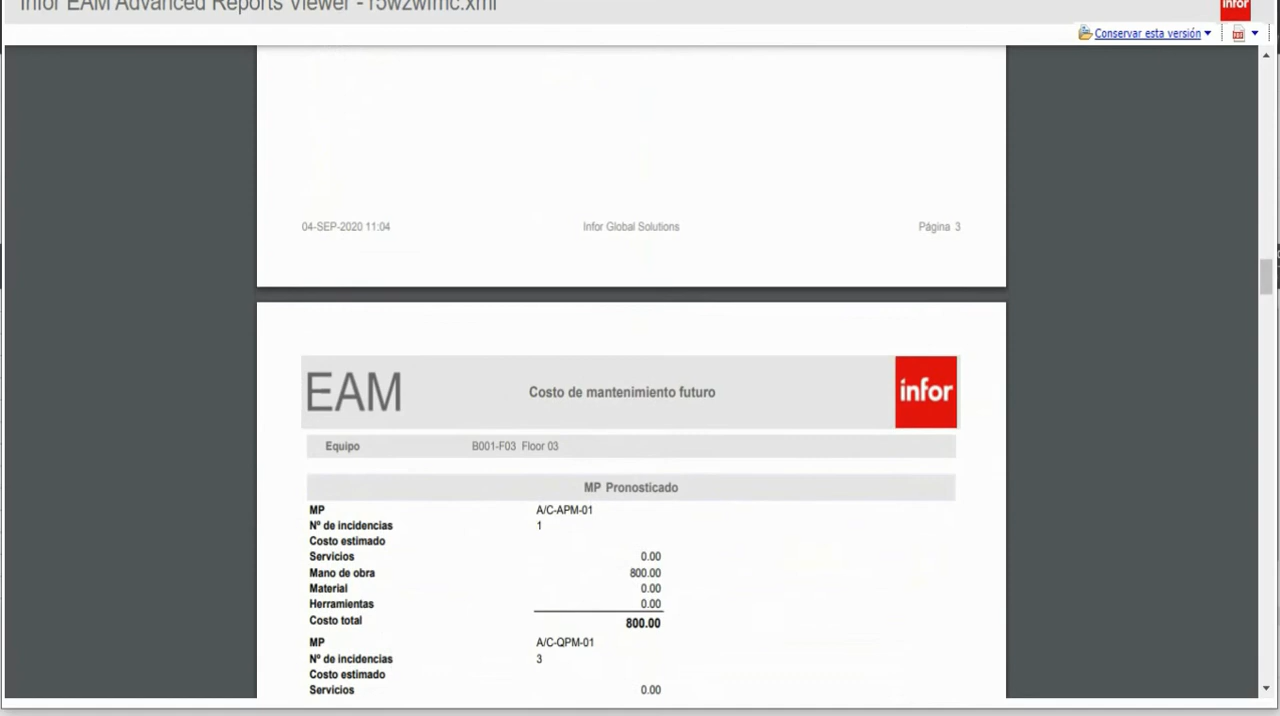 Infor EAM Advanced Reports Viewer -15w2wfmc.xml
infor
Conservar esta versión
04-SEP-2020 11:04 Infor Global Solutions Página 3
EAM Costo de mantenimiento futuro infor
Equipo B001-F03 Floor 03
MP Pronosticado
MP A/C-APM-01
Nº de incidencias 1
Costo estimado
Servicios 0.00
Mano de obra 800.00
Material 0.00
Herramientas 0.00
Costo total 800.00
MP A/C-QPM-01
Nº de incidencias 3
Costo estimado
Servicios 0.00